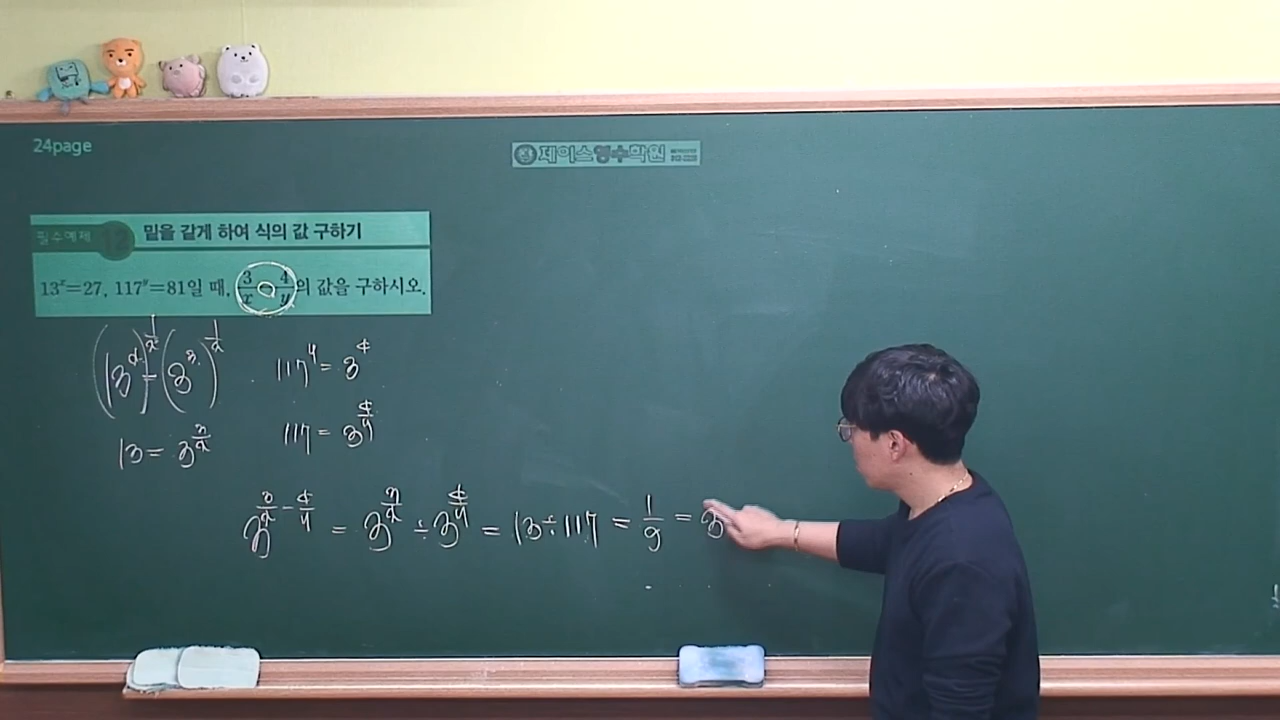 24page
제이스영수학원
필수예제 12 밑을 같게 하여 식의 값 구하기
13^x=27, 117^y=81일 때, 3/x - 4/y의 값을 구하시오.
(13^x)^(1/x) = (3^3)^(1/x)
117^y = 3^4
13 = 3^(3/x)
117 = 3^(4/y)
3^(3/x - 4/y) = 3^(3/x) ÷ 3^(4/y) = 13 ÷ 117 = 1/9 = 3